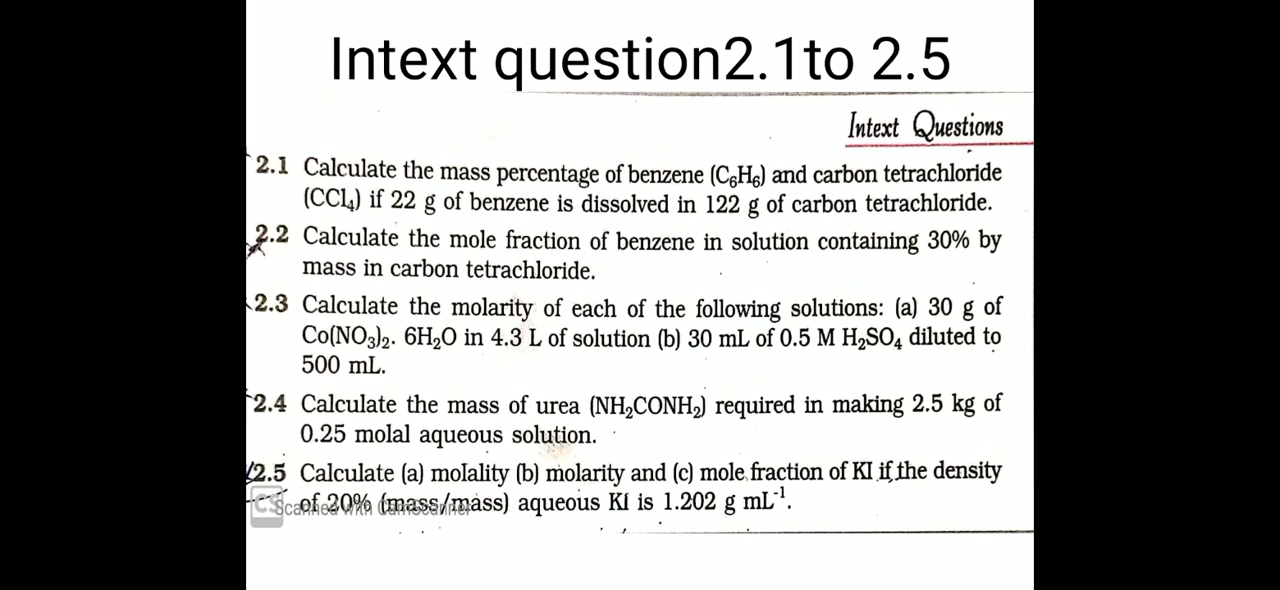 Intext question2.1to 2.5
Intext Questions
2.1 Calculate the mass percentage of benzene (C₆H₆) and carbon tetrachloride
(CCl₄) if 22 g of benzene is dissolved in 122 g of carbon tetrachloride.
2.2 Calculate the mole fraction of benzene in solution containing 30% by
mass in carbon tetrachloride.
2.3 Calculate the molarity of each of the following solutions: (a) 30 g of
Co(NO₃)₂. 6H₂O in 4.3 L of solution (b) 30 mL of 0.5 M H₂SO₄ diluted to
500 mL.
2.4 Calculate the mass of urea (NH₂CONH₂) required in making 2.5 kg of
0.25 molal aqueous solution.
2.5 Calculate (a) molality (b) molarity and (c) mole fraction of KI if the density
of 20% (mass/mass) aqueous KI is 1.202 g mL⁻¹.
CS Scanned with CamScanner